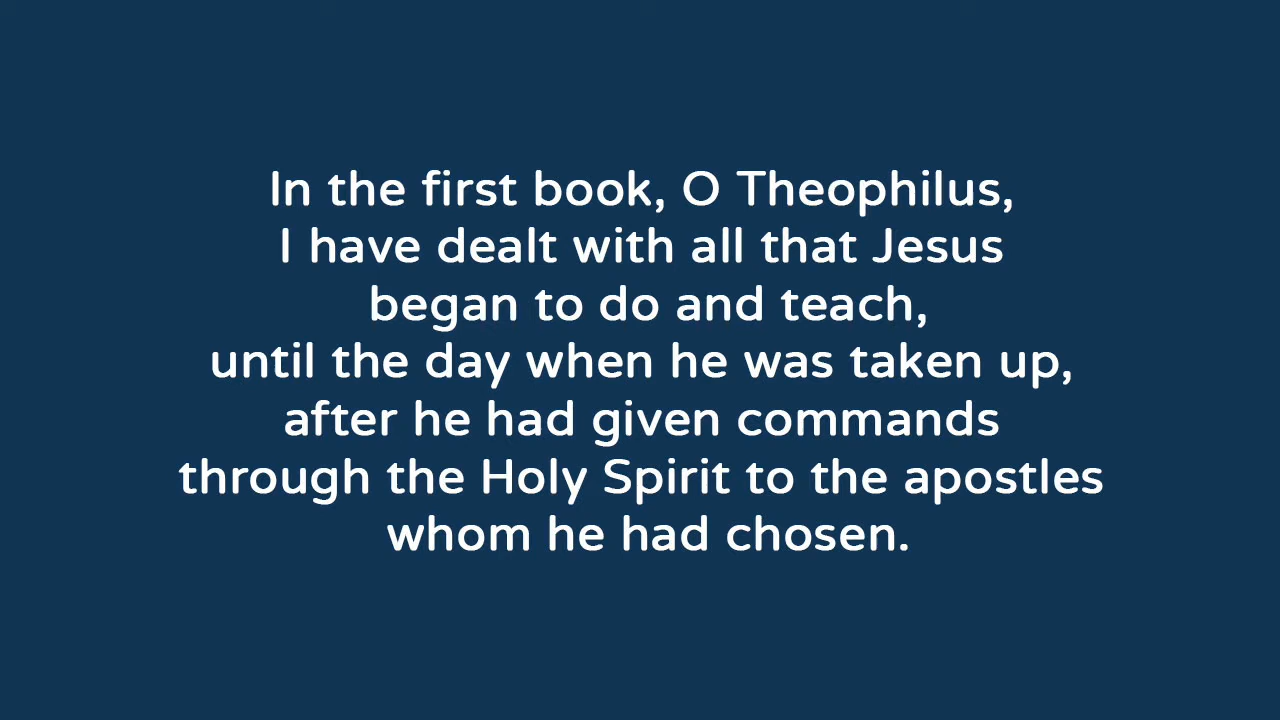 In the first book, O Theophilus,
I have dealt with all that Jesus
began to do and teach,
until the day when he was taken up,
after he had given commands
through the Holy Spirit to the apostles
whom he had chosen.